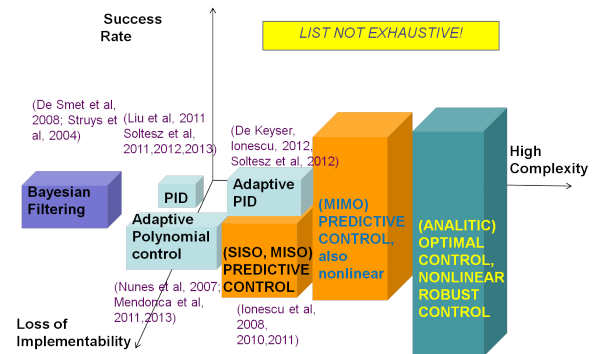 Success
Rate
LIST NOT EXHAUSTIVE!
(De Smet et al,
2008; Struys et
al, 2004)
(Liu et al, 2011
Soltesz et al,
2011,2012,2013)
(De Keyser,
Ionescu, 2012,
Soltesz et al, 2012)
High
Complexity
Bayesian
Filtering
PID
Adaptive
PID
Adaptive
Polynomial
control
(SISO, MISO)
PREDICTIVE
CONTROL
(MIMO)
PREDICTIVE
CONTROL,
also
nonlinear
(ANALITIC)
OPTIMAL
CONTROL,
NONLINEAR
ROBUST
CONTROL
(Nunes et al, 2007;
Mendonca et al,
2011,2013)
(Ionescu et al,
2008,
2010,2011)
Loss of
Implementability